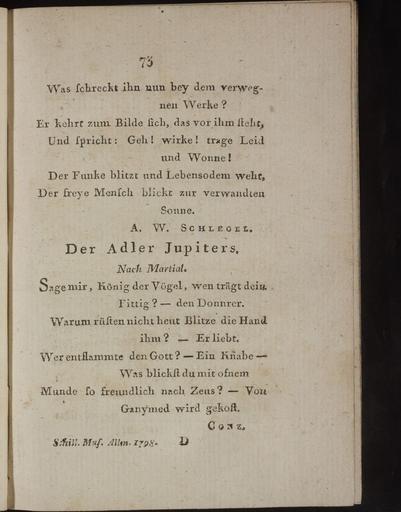 73
Was ſchreckt ihn nun bey dem verweg-
nen Werke?
Er kehrt zum Bilde ſich, das vor ihm ſteht,
Und ſpricht: Geh! wirke! trage Leid
und Wonne!
Der Funke blitzt und Lebensodem weht,
Der freye Menſch blickt zur verwandten
Sonne.
A. W. SCHLEGEL.
Der Adler Jupiters.
Nach Martial.
Sage mir, König der Vögel, wen trägt dein
Fittig? — den Donnrer.
Warum rüſten nicht heut Blitze die Hand
ihm? — Er liebt.
Wer entflammte den Gott? — Ein Knabe —
Was blickſt du mit ofnem
Munde ſo freundlich nach Zeus? — Von
Ganymed wird gekoſt.
CONZ.
Schill. Muſ. Allm. 1798. D